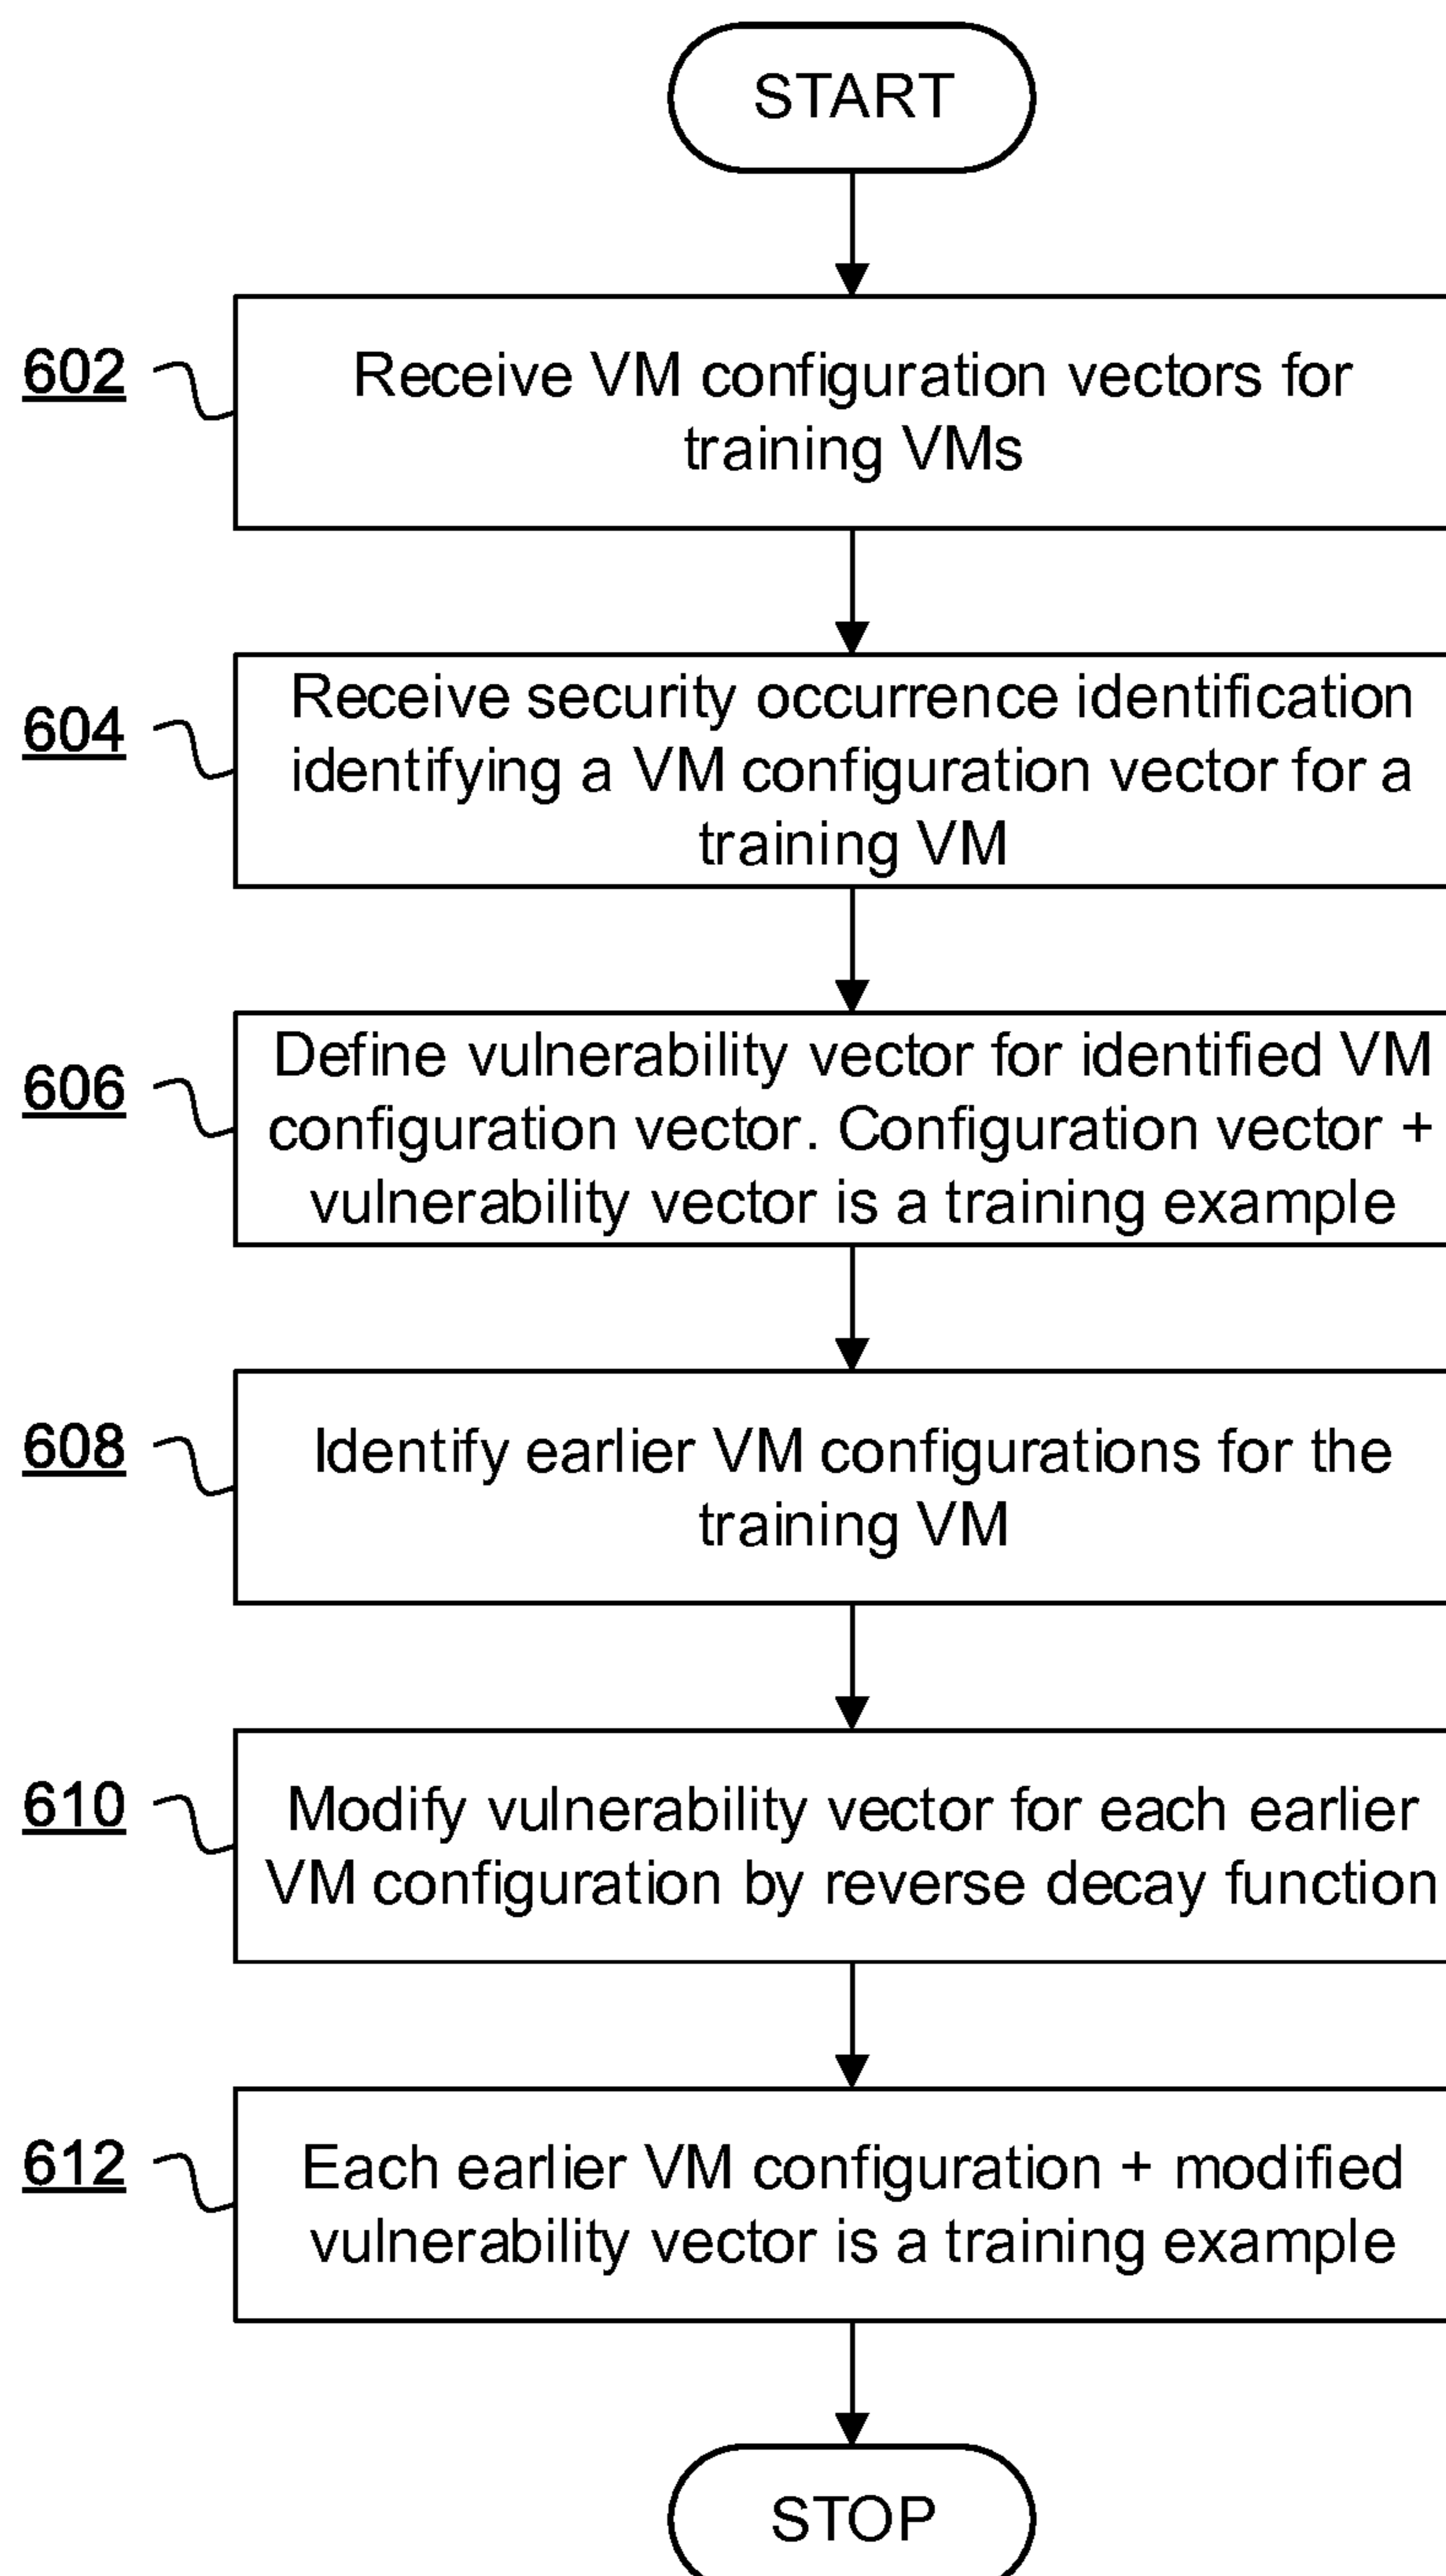 START
602
Receive VM configuration vectors for
training VMs
604
Receive security occurrence identification
identifying a VM configuration vector for a
training VM
606
Define vulnerability vector for identified VM
configuration vector. Configuration vector +
vulnerability vector is a training example
608
Identify earlier VM configurations for the
training VM
610
Modify vulnerability vector for each earlier
VM configuration by reverse decay function
612
Each earlier VM configuration + modified
vulnerability vector is a training example
STOP